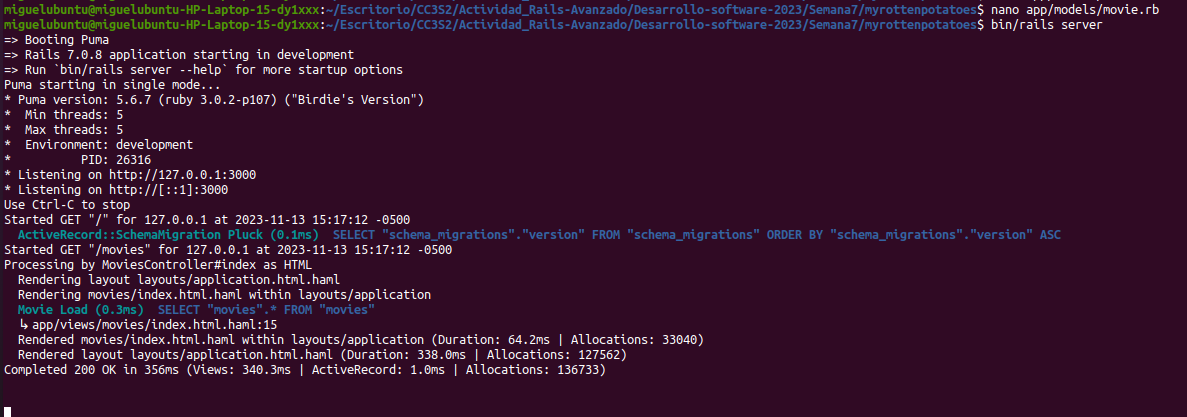 miguelubuntu@miguelubuntu-HP-Laptop-15-dy1xxx:~/Escritorio/CC3S2/Actividad_Rails-Avanzado/Desarrollo-software-2023/Semana7/myrottenpotatoes$ nano app/models/movie.rb
miguelubuntu@miguelubuntu-HP-Laptop-15-dy1xxx:~/Escritorio/CC3S2/Actividad_Rails-Avanzado/Desarrollo-software-2023/Semana7/myrottenpotatoes$ bin/rails server
=> Booting Puma
=> Rails 7.0.8 application starting in development
=> Run `bin/rails server --help` for more startup options
Puma starting in single mode...
* Puma version: 5.6.7 (ruby 3.0.2-p107) ("Birdie's Version")
*  Min threads: 5
*  Max threads: 5
*  Environment: development
*          PID: 26316
* Listening on http://127.0.0.1:3000
* Listening on http://[::1]:3000
Use Ctrl-C to stop
Started GET "/" for 127.0.0.1 at 2023-11-13 15:17:12 -0500
  ActiveRecord::SchemaMigration Pluck (0.1ms)  SELECT "schema_migrations"."version" FROM "schema_migrations" ORDER BY "schema_migrations"."version" ASC
Started GET "/movies" for 127.0.0.1 at 2023-11-13 15:17:12 -0500
Processing by MoviesController#index as HTML
  Rendering layout layouts/application.html.haml
  Rendering movies/index.html.haml within layouts/application
  Movie Load (0.3ms)  SELECT "movies".* FROM "movies"
  ↳ app/views/movies/index.html.haml:15
  Rendered movies/index.html.haml within layouts/application (Duration: 64.2ms | Allocations: 33040)
  Rendered layout layouts/application.html.haml (Duration: 338.0ms | Allocations: 127562)
Completed 200 OK in 356ms (Views: 340.3ms | ActiveRecord: 1.0ms | Allocations: 136733)